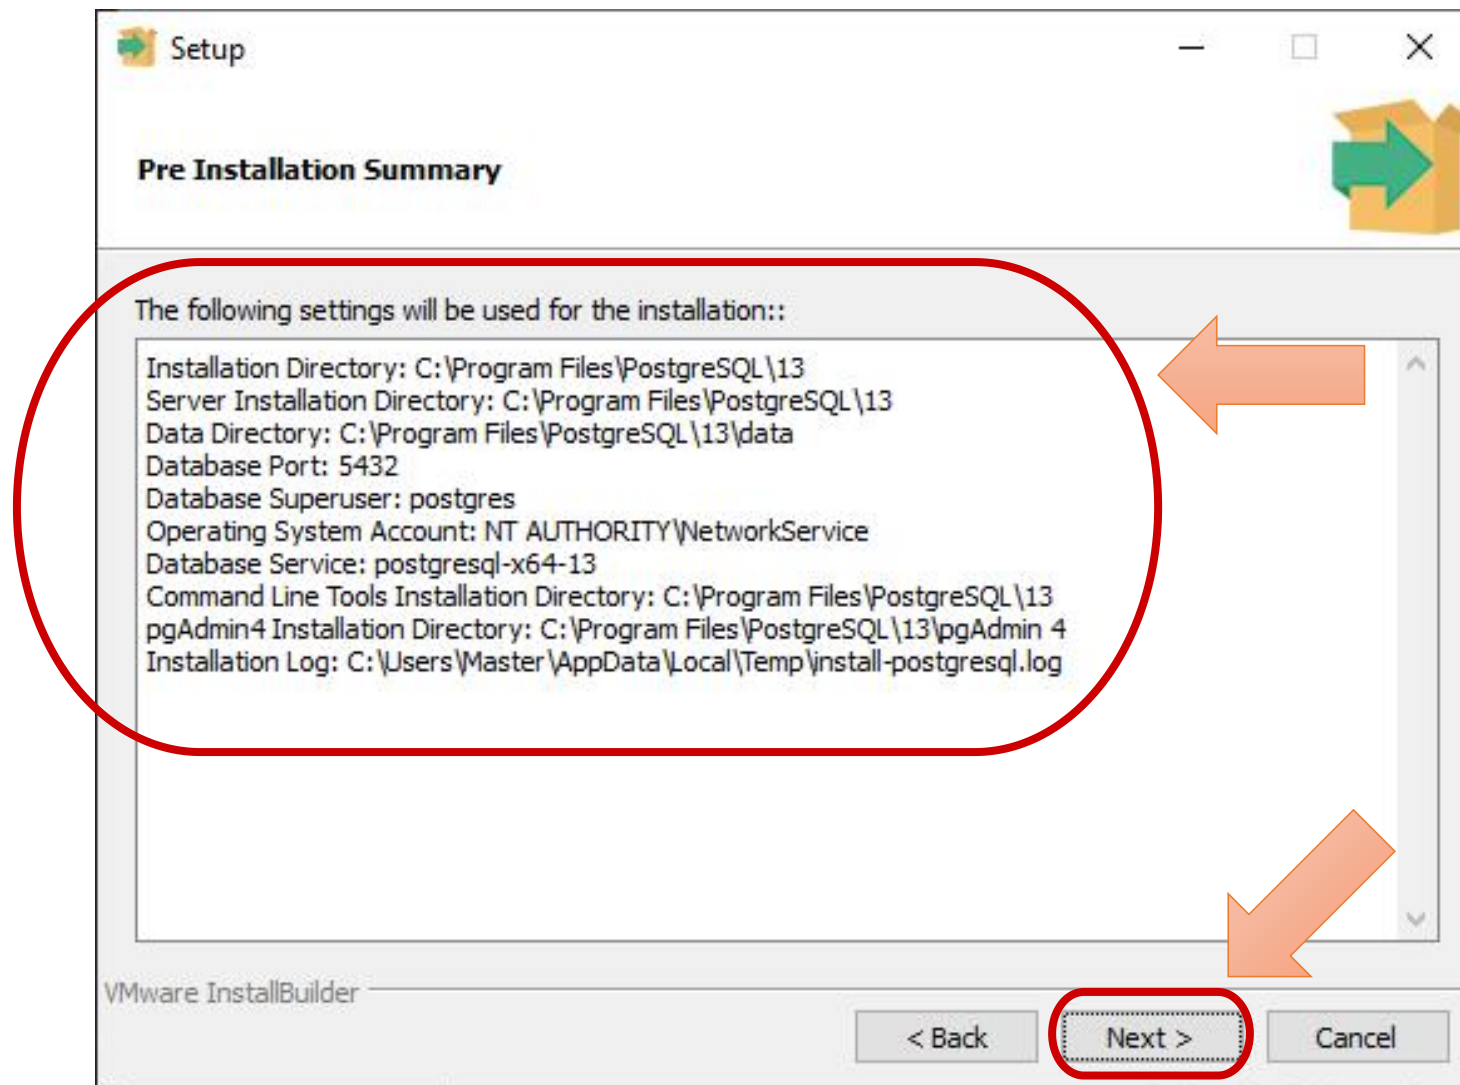 Setup
Pre Installation Summary
The following settings will be used for the installation::
Installation Directory: C:\Program Files\PostgreSQL\13
Server Installation Directory: C:\Program Files\PostgreSQL\13
Data Directory: C:\Program Files\PostgreSQL\13\data
Database Port: 5432
Database Superuser: postgres
Operating System Account: NT AUTHORITY\NetworkService
Database Service: postgresql-x64-13
Command Line Tools Installation Directory: C:\Program Files\PostgreSQL\13
pgAdmin4 Installation Directory: C:\Program Files\PostgreSQL\13\pgAdmin 4
Installation Log: C:\Users\Master\AppData\Local\Temp\install-postgresql.log
VMware InstallBuilder
< Back
Next >
Cancel